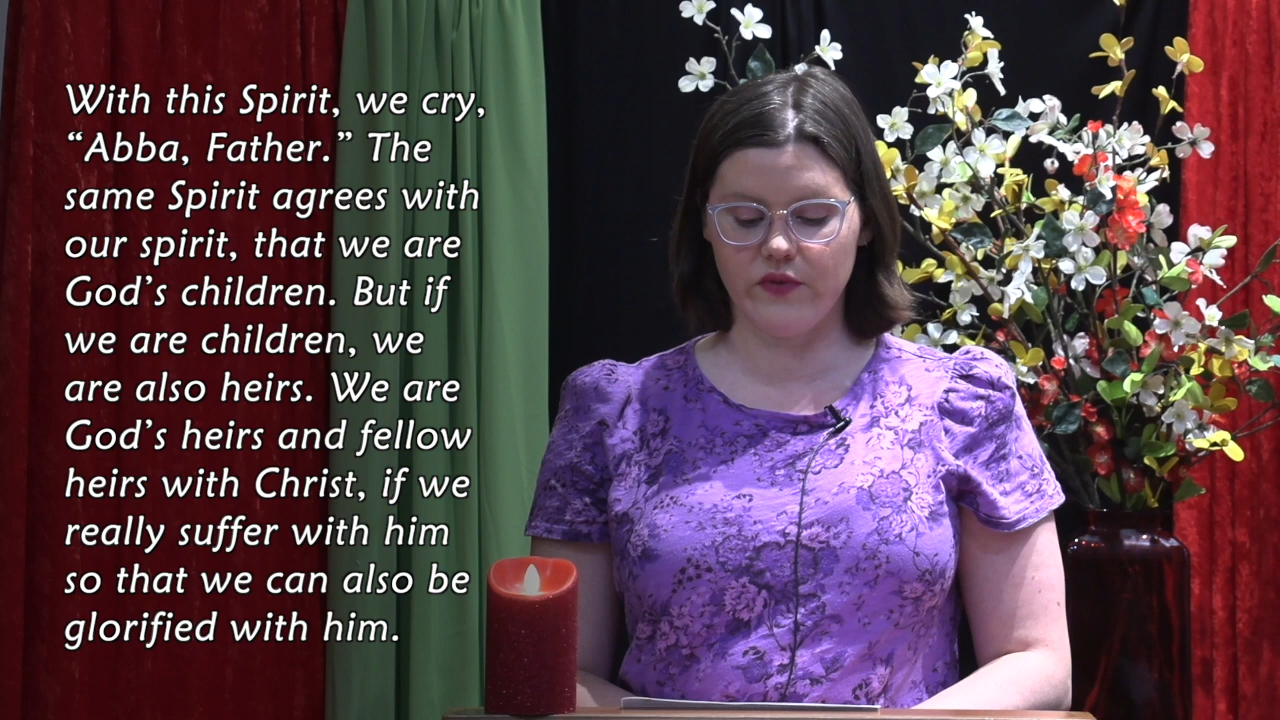 With this Spirit, we cry,
“Abba, Father.” The
same Spirit agrees with
our spirit, that we are
God’s children. But if
we are children, we
are also heirs. We are
God’s heirs and fellow
heirs with Christ, if we
really suffer with him
so that we can also be
glorified with him.